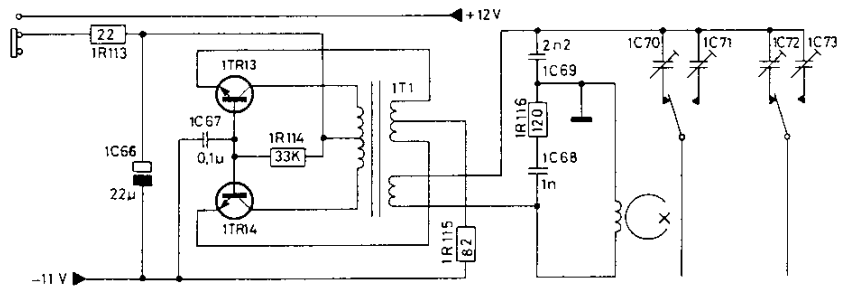 +12V
22
1R113
1TR13
1T1
2n2
1C69
1C70
1C71
1C72
1C73
1C67
0,1µ
1R114
33K
1R116
120
1C66
22µ
1C68
1n
1TR14
1R115
82
−11V